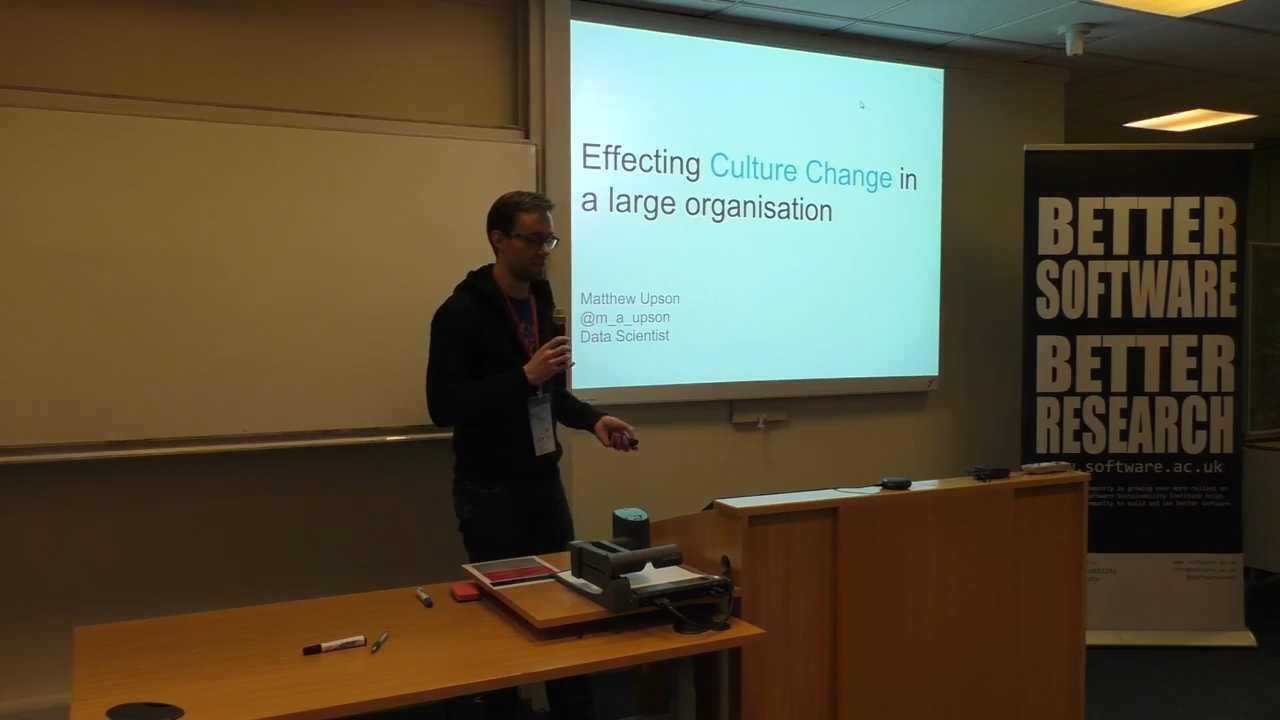 Effecting Culture Change in
a large organisation
Matthew Upson
@m_a_upson
Data Scientist
BETTER
SOFTWARE
BETTER
RESEARCH
.software.ac.uk